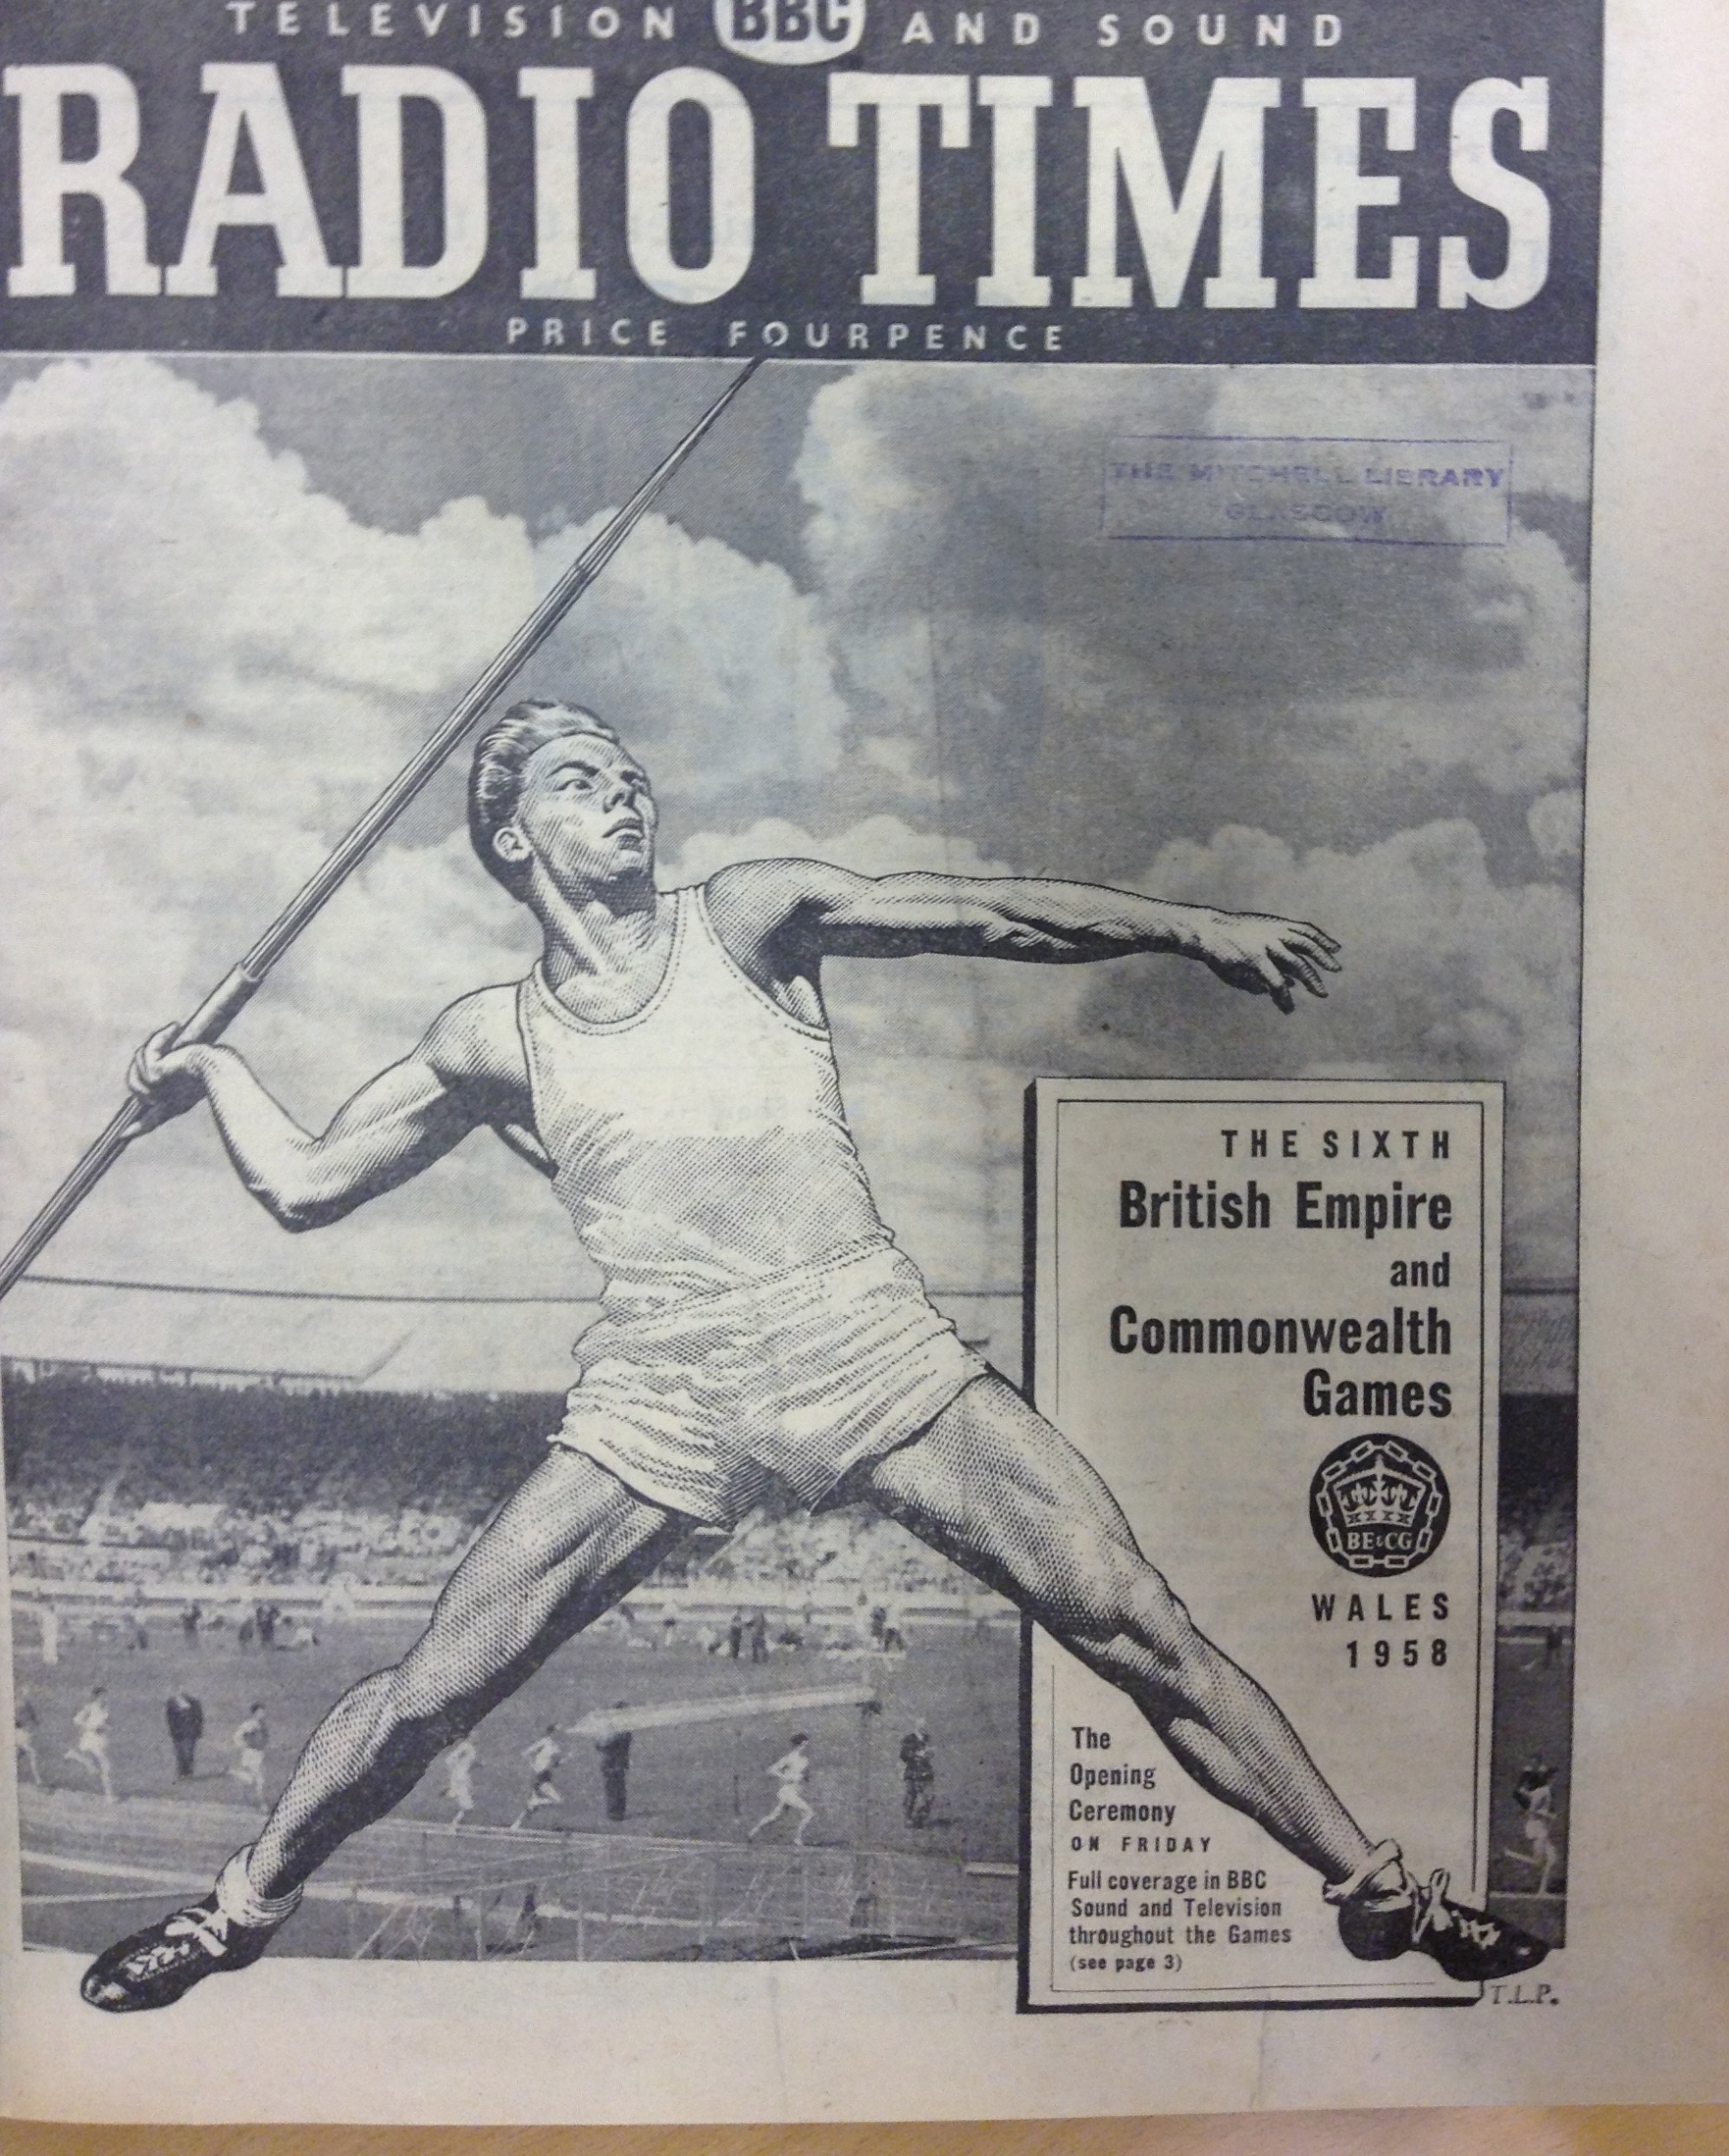 TELEVISION BBC AND SOUND
RADIO TIMES
PRICE FOURPENCE
THE MITCHELL LIBRARY
GLASGOW
THE SIXTH
British Empire
and
Commonwealth
Games
BE&CG
WALES
1958
The
Opening
Ceremony
ON FRIDAY
Full coverage in BBC
Sound and Television
throughout the Games
(see page 3)
T.L.P.